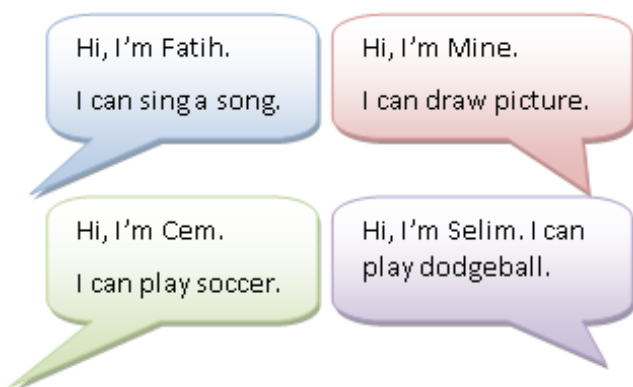 Hi, I'm Fatih.
I can sing a song.
Hi, I'm Mine.
I can draw picture.
Hi, I'm Cem.
I can play soccer.
Hi, I'm Selim. I can
play dodgeball.